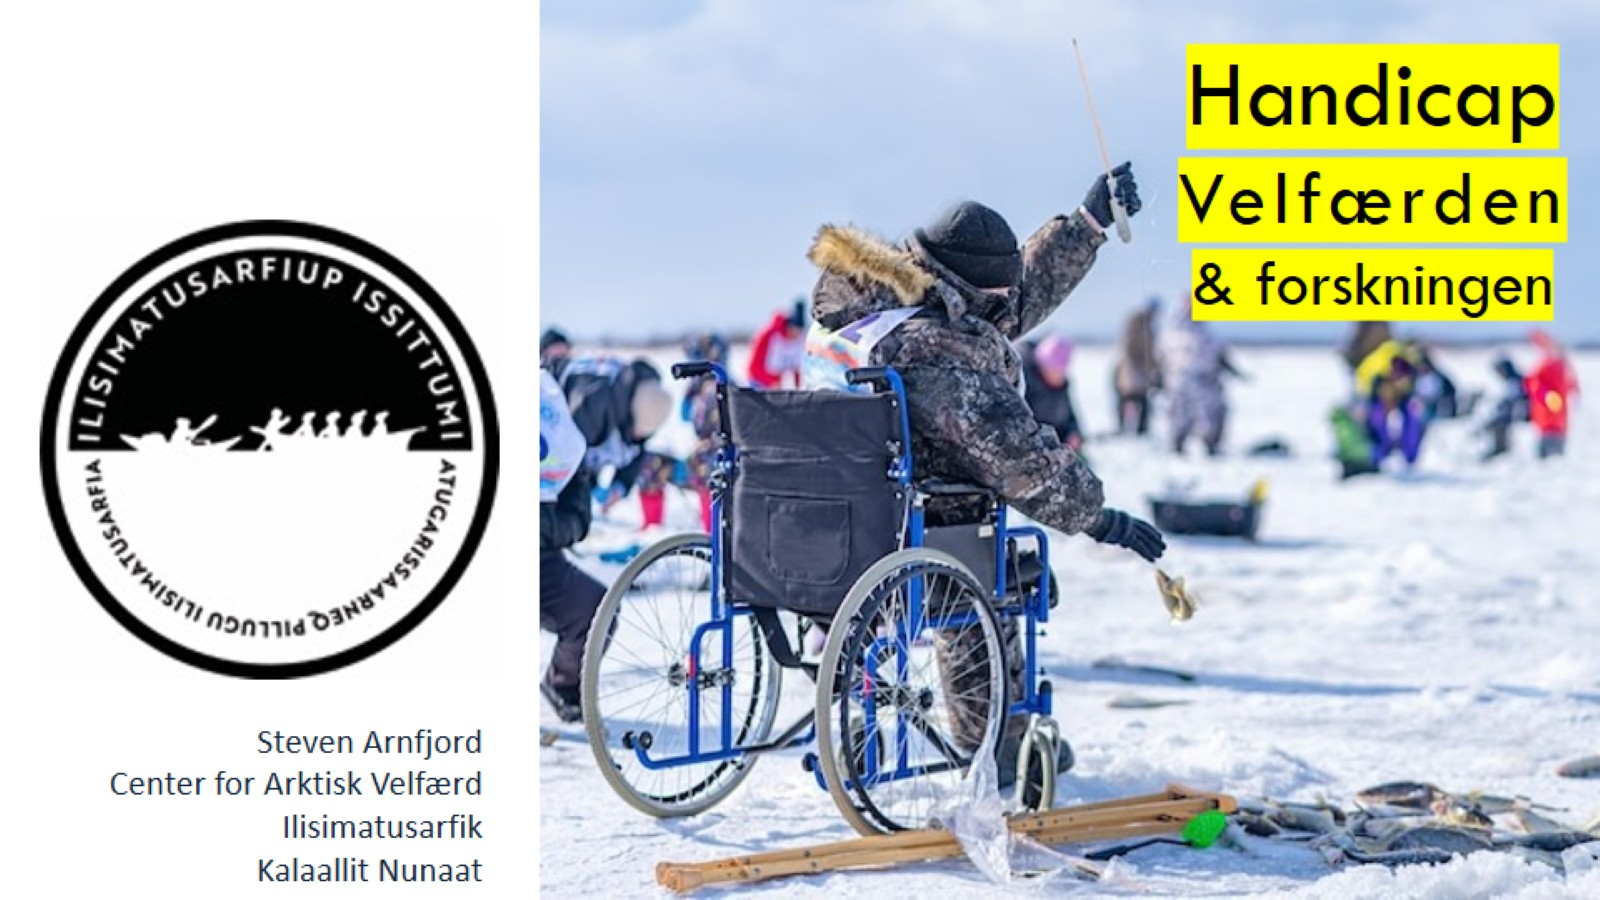 Handicap
Velfærden
& forskningen
ILISIMATUSARFIUP ISSITTUMI
ATUGARISSAARNEQ PILLUGU ILISIMATUSARFIA
Steven Arnfjord
Center for Arktisk Velfærd
Ilisimatusarfik
Kalaallit Nunaat